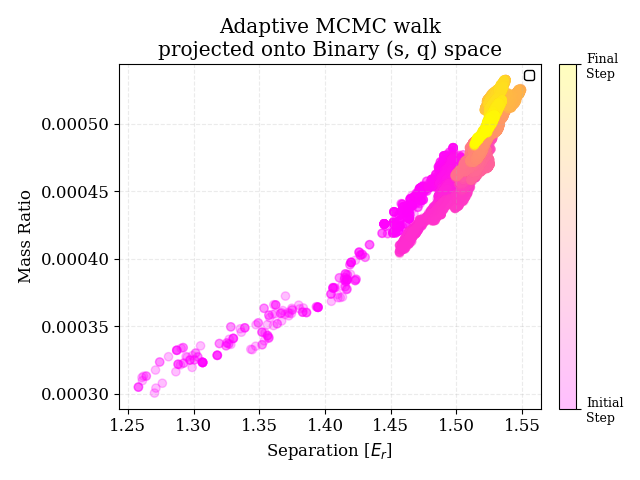 Adaptive MCMC walk
projected onto Binary (s, q) space
Final
Step
0.00050
0.00045
0.00040
0.00035
0.00030
Mass Ratio
1.25 1.30 1.35 1.40 1.45 1.50 1.55
Separation [$E_r$]
Initial
Step